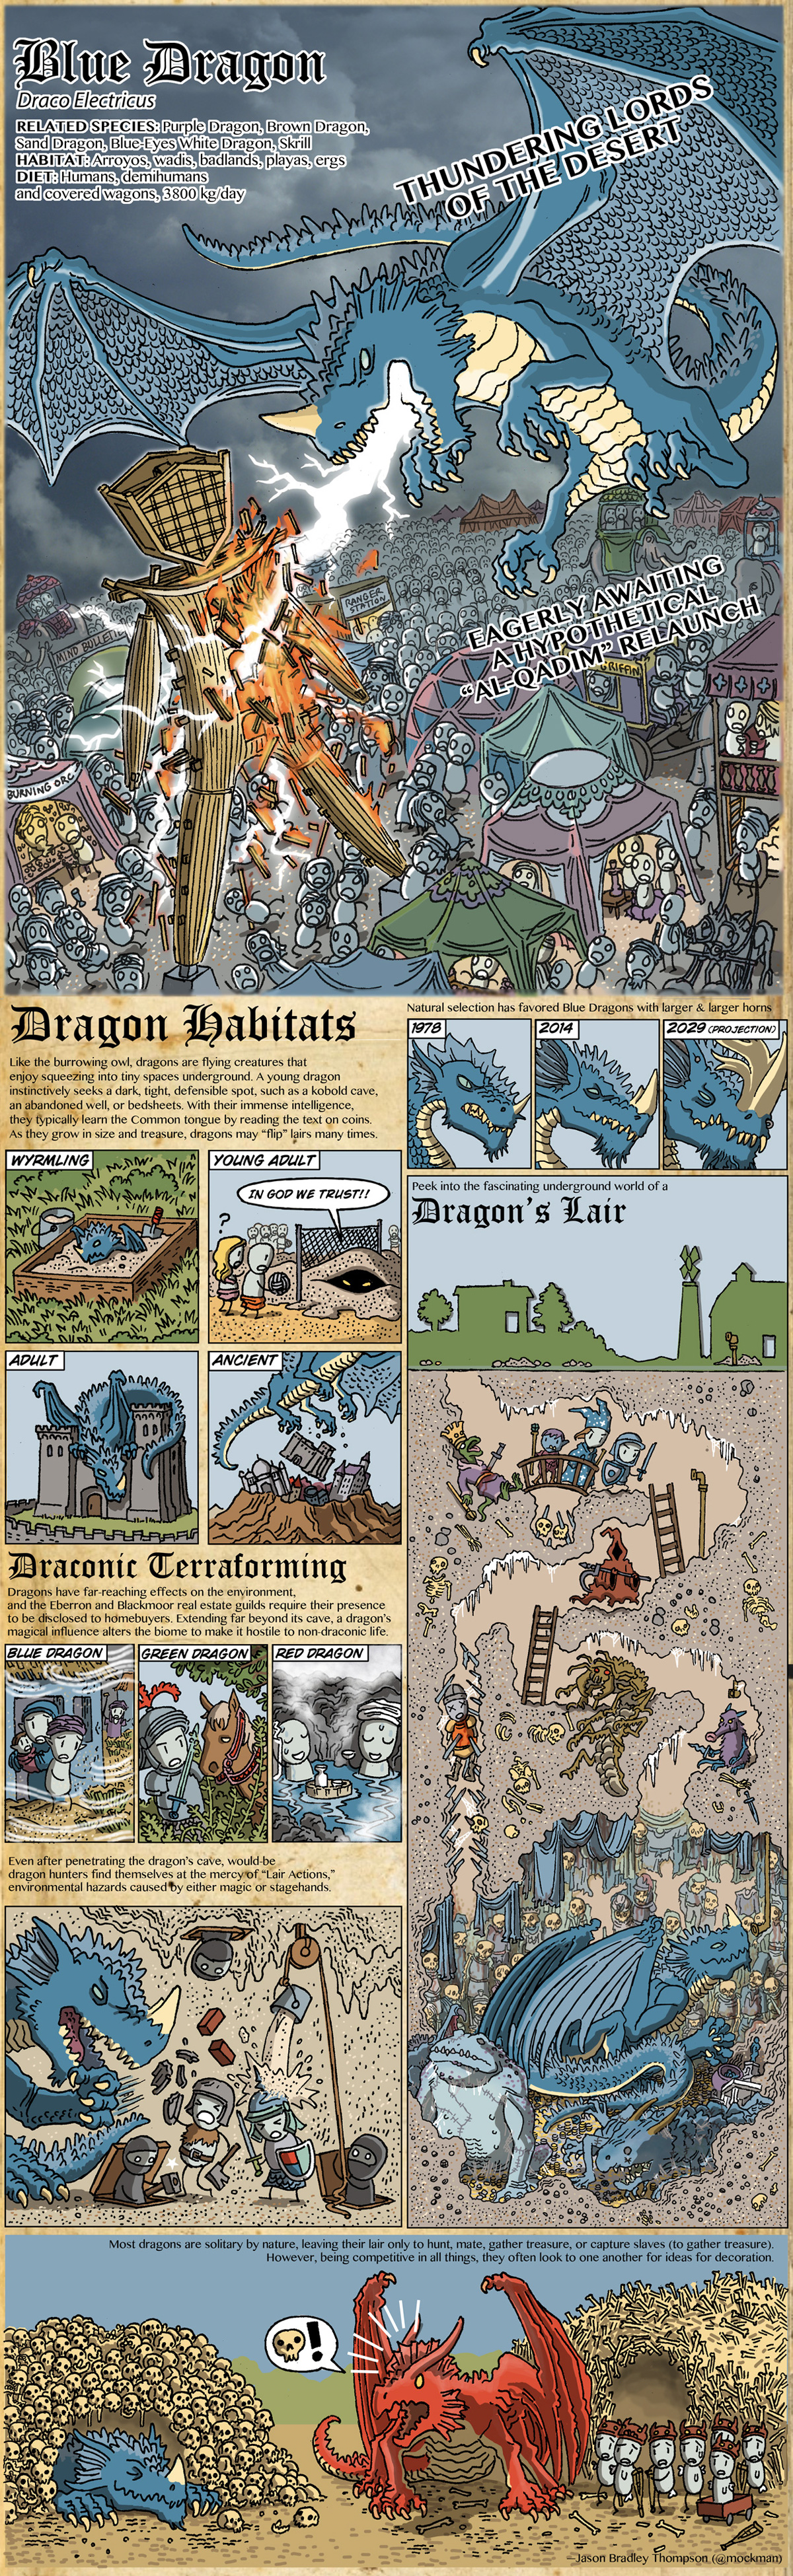 Blue Dragon
Draco Electricus
RELATED SPECIES: Purple Dragon, Brown Dragon,
Sand Dragon, Blue-Eyes White Dragon, Skrill
HABITAT: Arroyos, wadis, badlands, playas, ergs
DIET: Humans, demihumans
and covered wagons, 3800 kg/day
THUNDERING LORDS
OF THE DESERT
RANGER
STATION
MIND BULLET
EAGERLY AWAITING
A HYPOTHETICAL
"AL-QADIM" RELAUNCH
GRIFAN
BURNING ORC
Dragon Habitats
Like the burrowing owl, dragons are flying creatures that
enjoy squeezing into tiny spaces underground. A young dragon
instinctively seeks a dark, tight, defensible spot, such as a kobold cave,
an abandoned well, or bedsheets. With their immense intelligence,
they typically learn the Common tongue by reading the text on coins.
As they grow in size and treasure, dragons may "flip" lairs many times.
WYRMLING
YOUNG ADULT
IN GOD WE TRUST!!
?
ADULT
ANCIENT
Natural selection has favored Blue Dragons with larger & larger horns
1978
2014
2029 (PROJECTION)
Peek into the fascinating underground world of a
Dragon's Lair
Draconic Terraforming
Dragons have far-reaching effects on the environment,
and the Eberron and Blackmoor real estate guilds require their presence
to be disclosed to homebuyers. Extending far beyond its cave, a dragon's
magical influence alters the biome to make it hostile to non-draconic life.
BLUE DRAGON
GREEN DRAGON
RED DRAGON
Even after penetrating the dragon's cave, would-be
dragon hunters find themselves at the mercy of "Lair Actions,"
environmental hazards caused by either magic or stagehands.
Most dragons are solitary by nature, leaving their lair only to hunt, mate, gather treasure, or capture slaves (to gather treasure).
However, being competitive in all things, they often look to one another for ideas for decoration.
!
—Jason Bradley Thompson (@mockman)